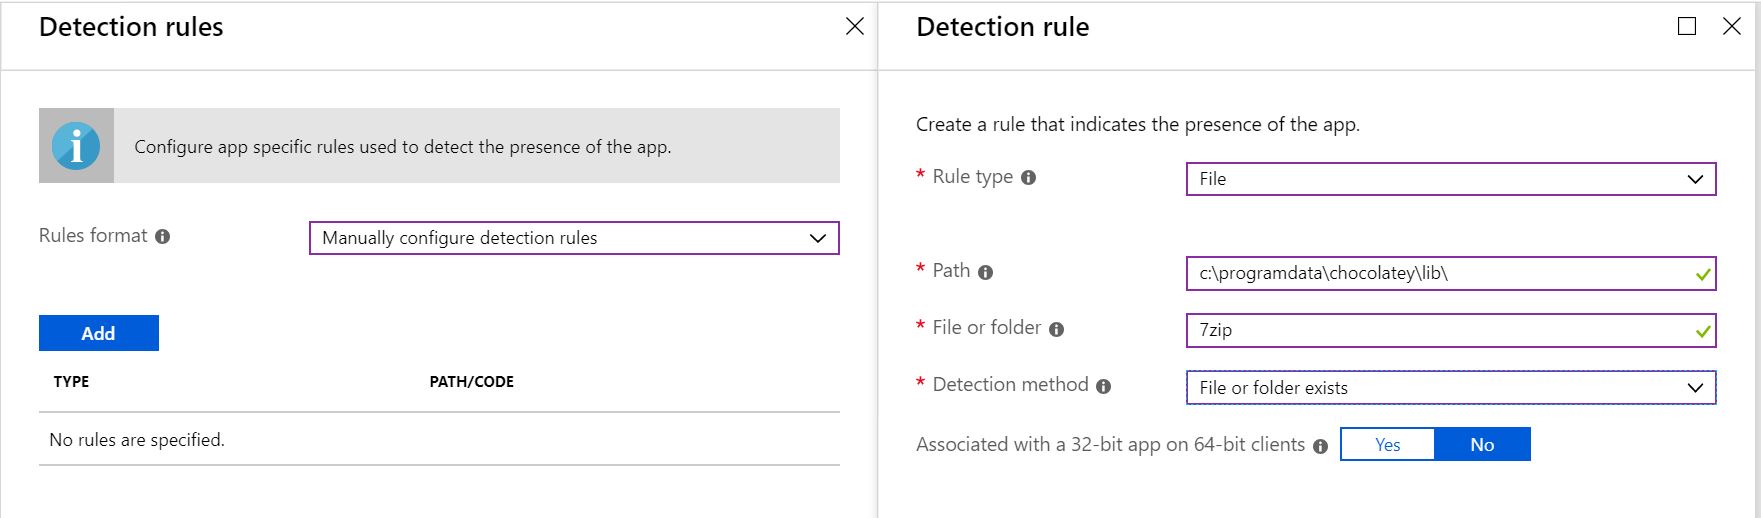 Detection rules
Configure app specific rules used to detect the presence of the app.
Rules format
Manually configure detection rules
Add
TYPE PATH/CODE
No rules are specified.
Detection rule
Create a rule that indicates the presence of the app.
* Rule type
File
* Path
c:\programdata\chocolatey\lib\
* File or folder
7zip
* Detection method
File or folder exists
Associated with a 32-bit app on 64-bit clients
Yes No